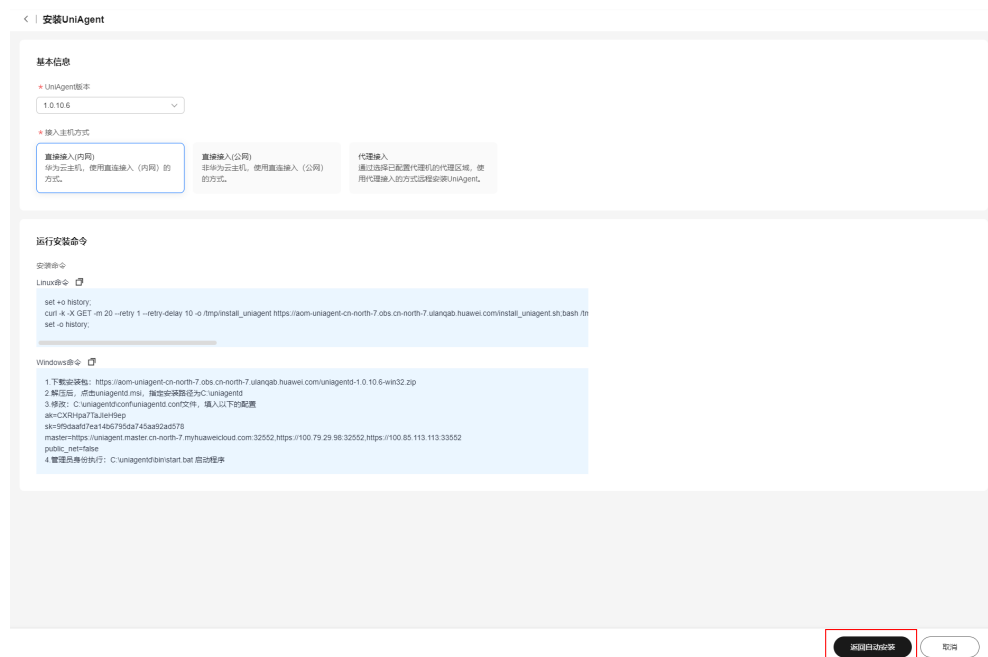 安装UniAgent
基本信息
* UniAgent版本
1.0.10.6
* 接入主机方式
直接接入(内网)
华为云主机，使用直连接入（内网）的
方式。
直接接入(公网)
非华为云主机，使用直连接入（公网）
的方式。
代理接入
通过选择已配置代理机的代理区域，使
用代理接入的方式远程安装UniAgent。
运行安装命令
安装命令
Linux命令
set +o history;
curl -k -X GET -m 20 --retry 1 --retry-delay 10 -o /tmp/install_uniagent https://aom-uniagent-cn-north-7.obs.cn-north-7.ulanqab.huawei.com/install_uniagent.sh;bash /tm
set -o history;
Windows命令
1.下载安装包：https://aom-uniagent-cn-north-7.obs.cn-north-7.ulanqab.huawei.com/uniagentd-1.0.10.6-win32.zip
2.解压后，点击uniagentd.msi，指定安装路径为C:\uniagentd
3.修改：C:\uniagentd\conf\uniagentd.conf文件，填入以下的配置
ak=CXRHpa7TaJIeH9ep
sk=9f9daafd7ea14b6795da745aa92ad578
master=https://uniagent.master.cn-north-7.myhuaweicloud.com:32552,https://100.79.29.98:32552,https://100.85.113.113:33552
public_net=false
4.管理员身份执行：C:\uniagentd\bin\start.bat 启动程序
返回自动安装
取消